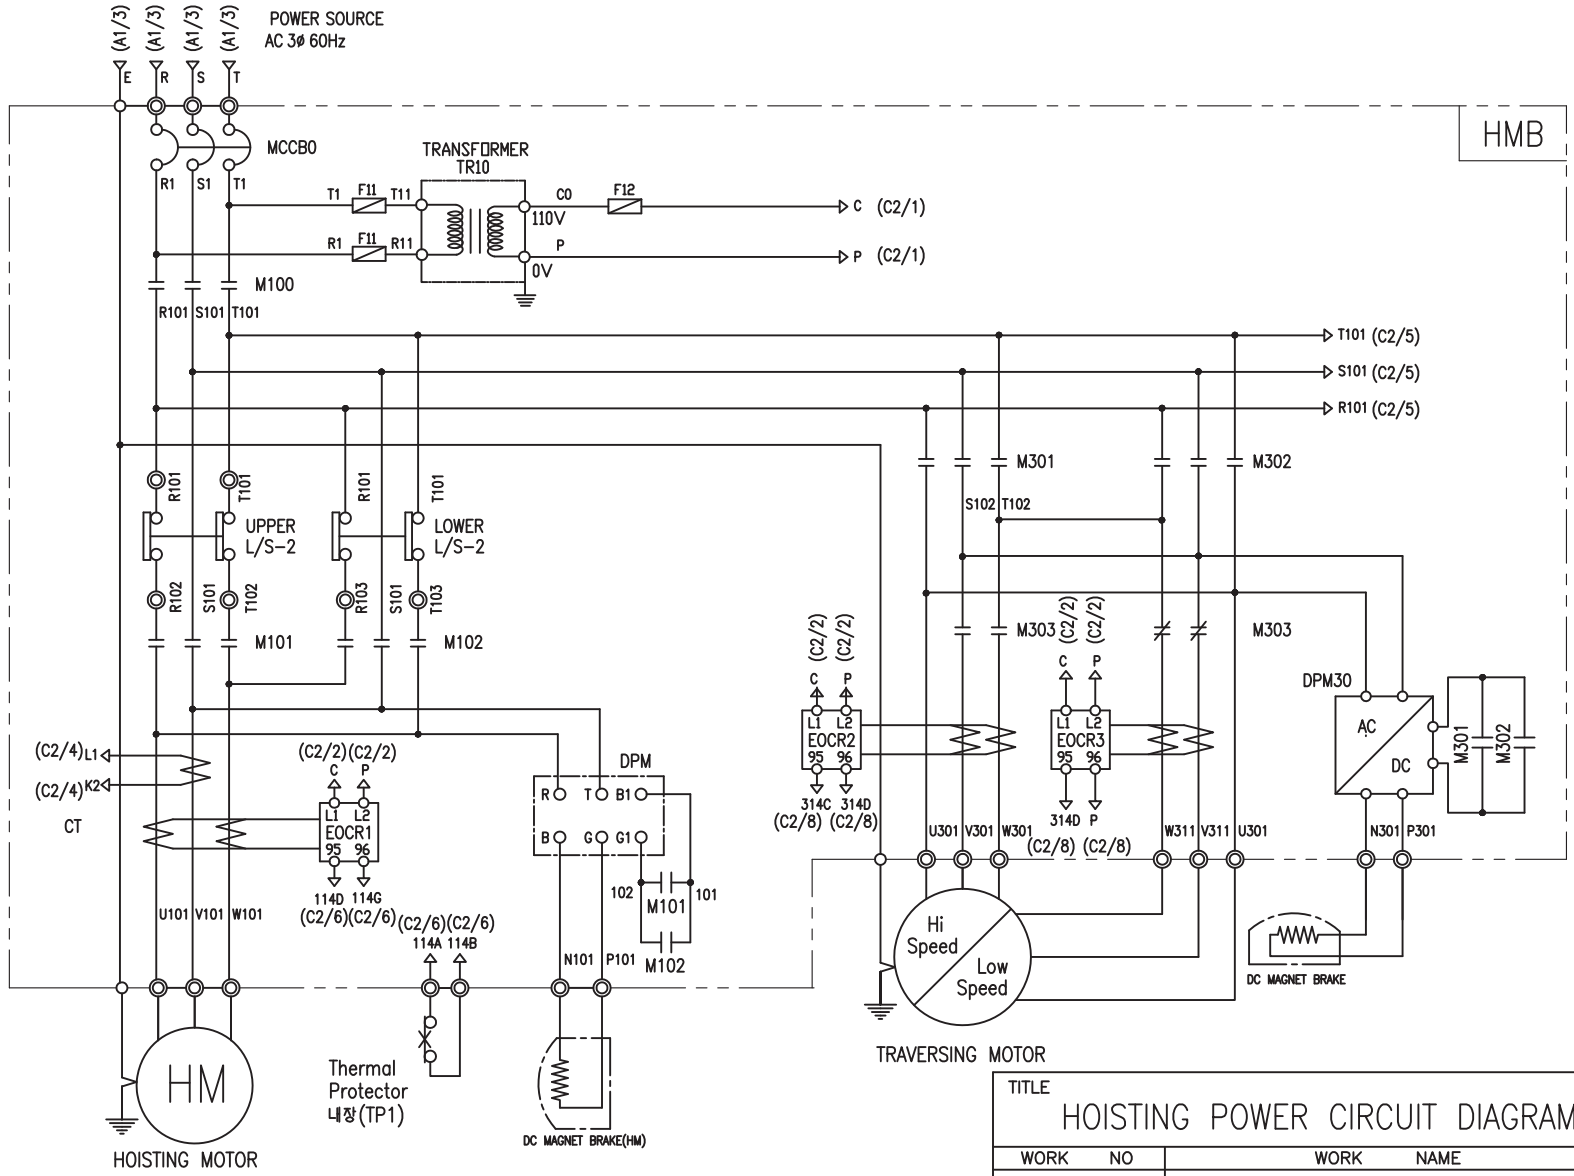 (A1/3) (A1/3) (A1/3) (A1/3)
POWER SOURCE
AC 3ø 60Hz
E R S T
HMB
MCCB0
R1 S1 T1
TRANSFORMER
TR10
T1 F11 T11
R1 F11 R11
110V
0V
C0 F12
P
C (C2/1)
P (C2/1)
M100
R101 S101 T101
T101 (C2/5)
S101 (C2/5)
R101 (C2/5)
R101 T101
UPPER
L/S-2
R101 T101
LOWER
L/S-2
R102 S101 T102
R103 S101 T103
M101
M102
M301
M302
S102 T102
M303
M303
(C2/2) (C2/2)
C P
L1 L2
EOCR2
95 96
314C 314D
(C2/8) (C2/8)
(C2/2) (C2/2)
C P
L1 L2
EOCR3
95 96
314D P
(C2/8) (C2/8)
DPM30
AC
DC
M301 M302
(C2/4) L1
(C2/4) K2
CT
(C2/2) (C2/2)
C P
L1 L2
EOCR1
95 96
114D 114G
(C2/6) (C2/6)
DPM
R T B1
B G G1
102 M101 101
M102
N101 P101
U101 V101 W101
(C2/6) (C2/6)
114A 114B
U301 V301 W301
W311 V311 U301
N301 P301
Hi
Speed
Low
Speed
DC MAGNET BRAKE
TRAVERSING MOTOR
HM
HOISTING MOTOR
Thermal
Protector
내장(TP1)
DC MAGNET BRAKE(HM)
TITLE
HOISTING POWER CIRCUIT DIAGRAM
WORK NO
WORK NAME